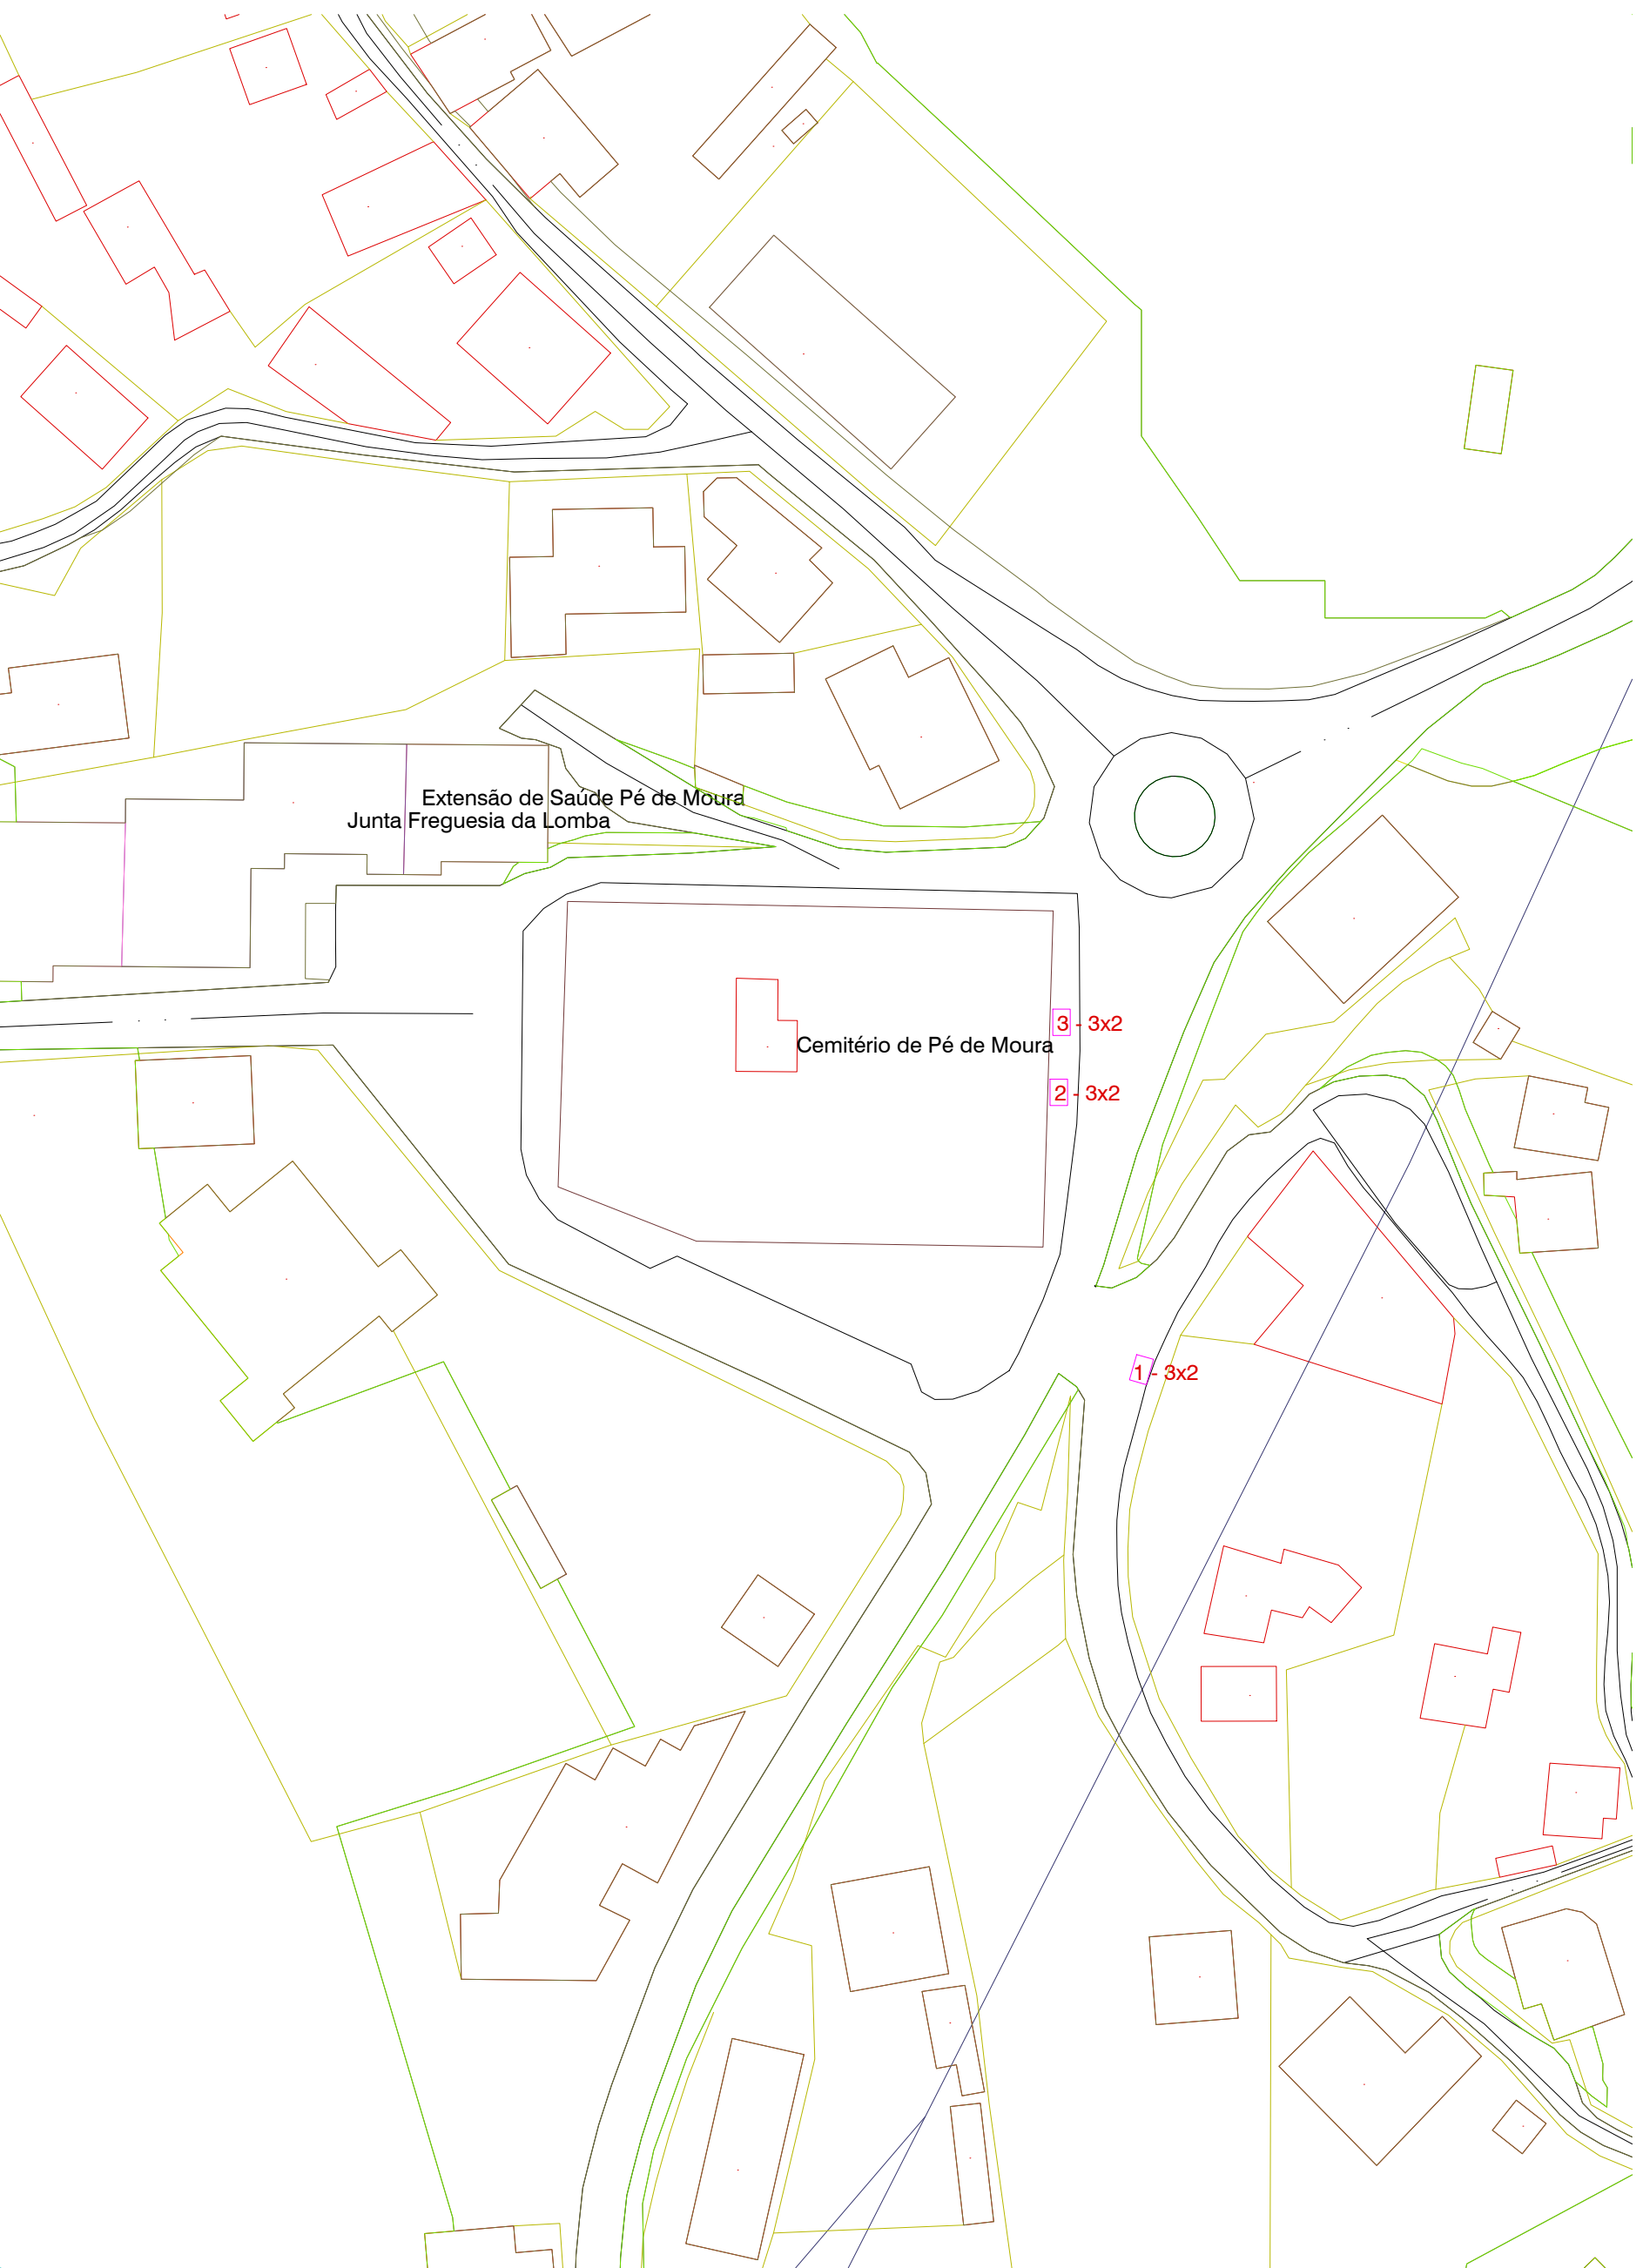 Extensão de Saúde Pé de Moura
Junta Freguesia da Lomba
3 - 3x2
Cemitério de Pé de Moura
2 - 3x2
1 - 3x2